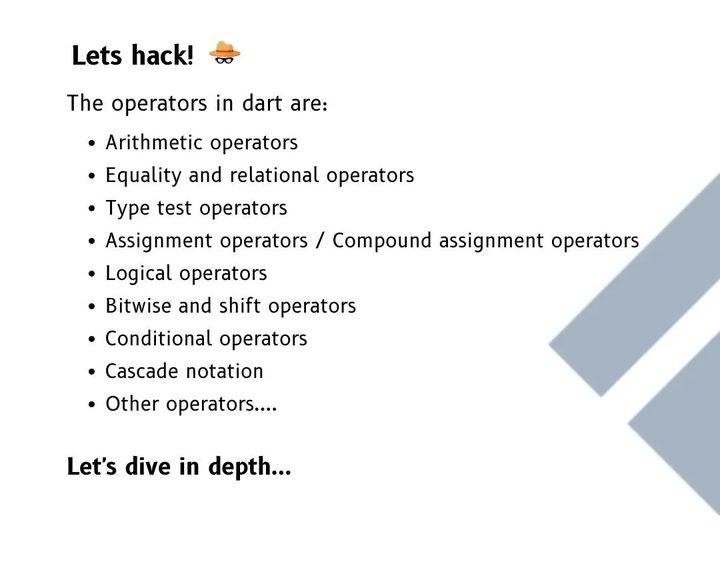 Lets hack!
The operators in dart are:
• Arithmetic operators
• Equality and relational operators
• Type test operators
• Assignment operators / Compound assignment operators
• Logical operators
• Bitwise and shift operators
• Conditional operators
• Cascade notation
• Other operators....
Let's dive in depth...